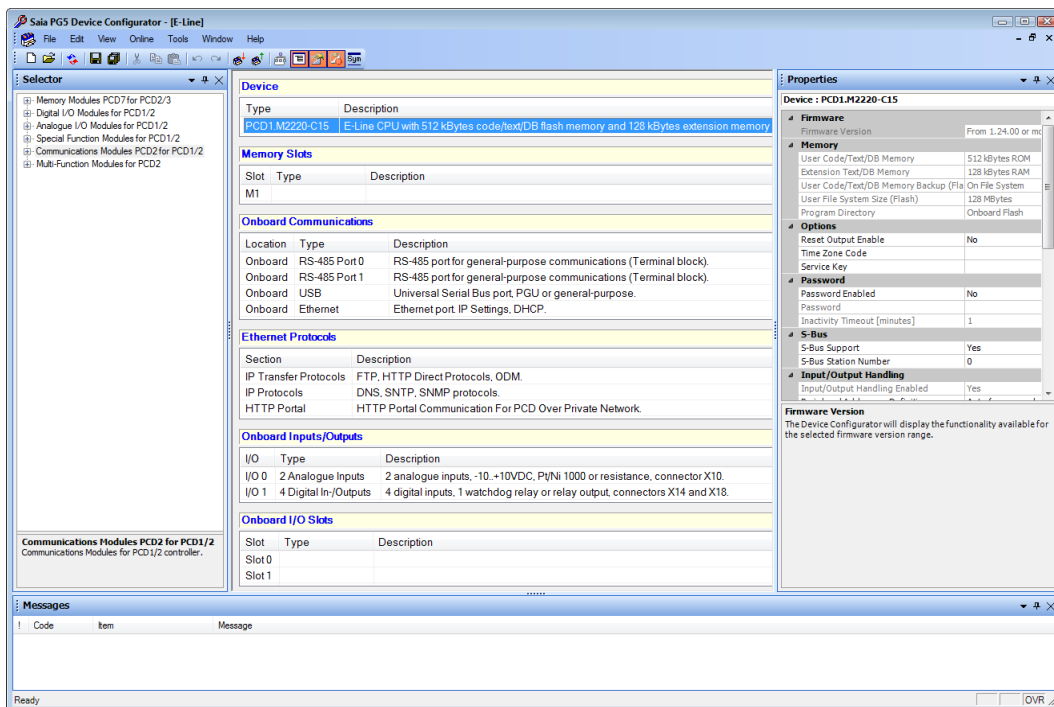 Saia PG5 Device Configurator - [E-Line]
File Edit View Online Tools Window Help
Sym
Selector
Memory Modules PCD7 for PCD2/3
Digital I/O Modules for PCD1/2
Analogue I/O Modules for PCD1/2
Special Function Modules for PCD1/2
Communications Modules PCD2 for PCD1/2
Multi-Function Modules for PCD2
Communications Modules PCD2 for PCD1/2
Communications Modules for PCD1/2 controller.
Device
Type Description
PCD1.M2220-C15 E-Line CPU with 512 kBytes code/text/DB flash memory and 128 kBytes extension memory
Memory Slots
Slot Type Description
M1
Onboard Communications
Location Type Description
Onboard RS-485 Port 0 RS-485 port for general-purpose communications (Terminal block).
Onboard RS-485 Port 1 RS-485 port for general-purpose communications (Terminal block).
Onboard USB Universal Serial Bus port, PGU or general-purpose.
Onboard Ethernet Ethernet port. IP Settings, DHCP.
Ethernet Protocols
Section Description
IP Transfer Protocols FTP, HTTP Direct Protocols, ODM.
IP Protocols DNS, SNTP, SNMP protocols.
HTTP Portal HTTP Portal Communication For PCD Over Private Network.
Onboard Inputs/Outputs
I/O Type Description
I/O 0 2 Analogue Inputs 2 analogue inputs, -10..+10VDC, Pt/Ni 1000 or resistance, connector X10.
I/O 1 4 Digital In-/Outputs 4 digital inputs, 1 watchdog relay or relay output, connectors X14 and X18.
Onboard I/O Slots
Slot Type Description
Slot 0
Slot 1
Properties
Device : PCD1.M2220-C15
Firmware
Firmware Version From 1.24.00 or mo
Memory
User Code/Text/DB Memory 512 kBytes ROM
Extension Text/DB Memory 128 kBytes RAM
User Code/Text/DB Memory Backup (Fla On File System
User File System Size (Flash) 128 MBytes
Program Directory Onboard Flash
Options
Reset Output Enable No
Time Zone Code
Service Key
Password
Password Enabled No
Password
Inactivity Timeout [minutes] 1
S-Bus
S-Bus Support Yes
S-Bus Station Number 0
Input/Output Handling
Input/Output Handling Enabled Yes
Firmware Version
The Device Configurator will display the functionality available for
the selected firmware version range.
Messages
! Code Item Message
Ready OVR